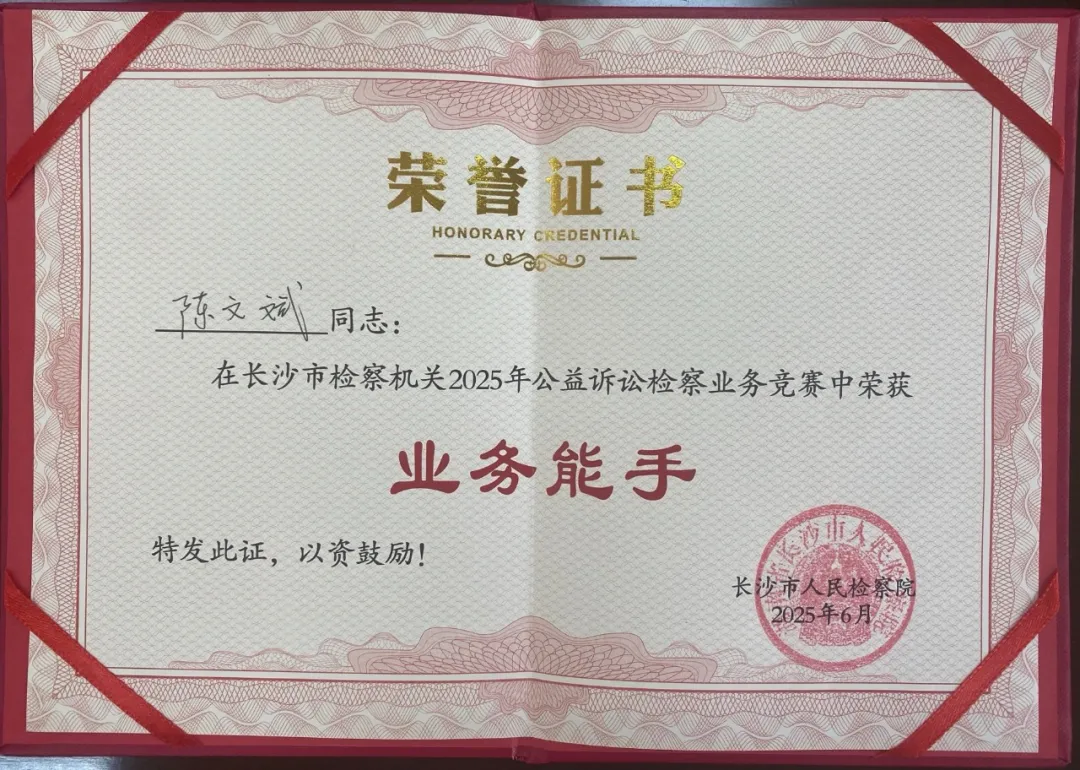 荣誉证书
HONORARY CREDENTIAL
陈文斌同志：
在长沙市检察机关2025年公益诉讼检察业务竞赛中荣获
业务能手
特发此证，以资鼓励！
长沙市人民检察院
2025年6月